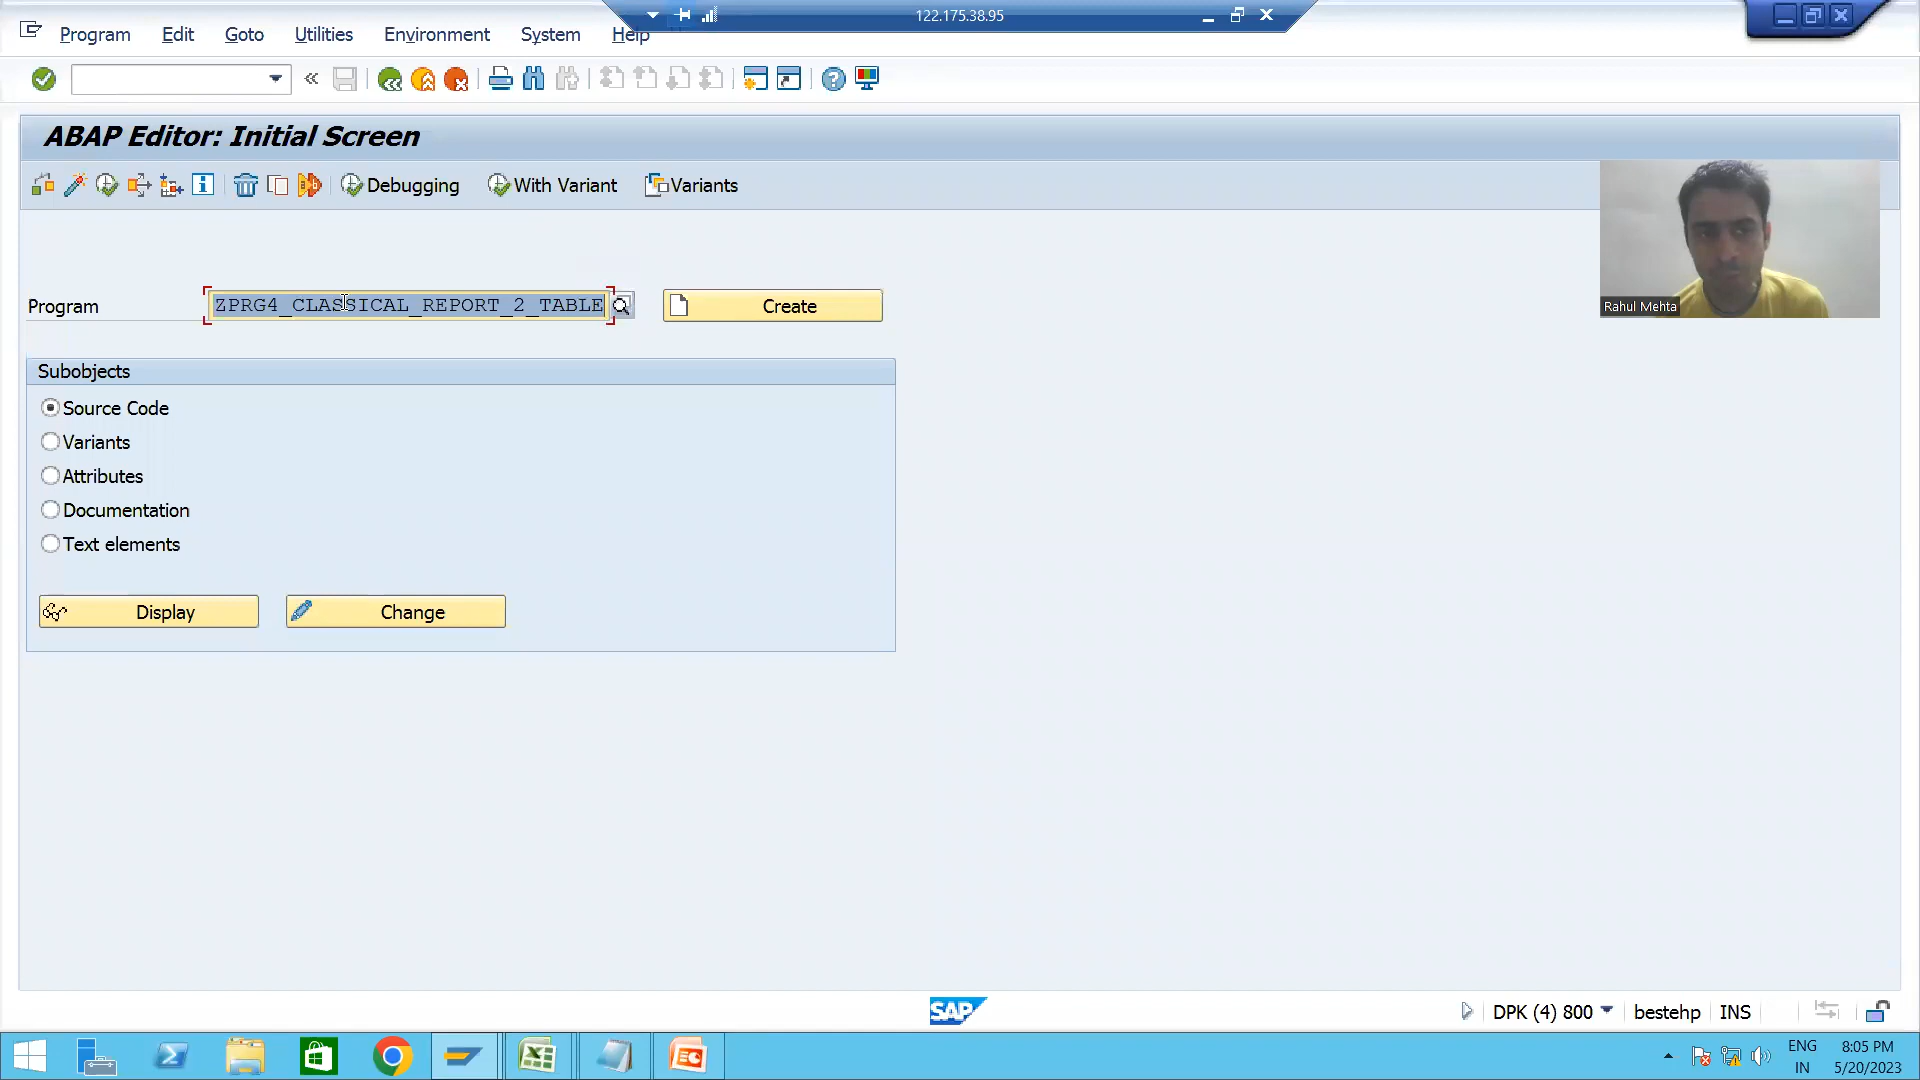 122.175.38.95
Program Edit Goto Utilities Environment System Help
ABAP Editor: Initial Screen
Debugging With Variant Variants
Rahul Mehta
Program ZPRG4_CLASSICAL_REPORT_2_TABLE Create
Subobjects
Source Code
Variants
Attributes
Documentation
Text elements
Display Change
SAP DPK (4) 800 bestehp INS
ENG 8:05 PM
IN 5/20/2023